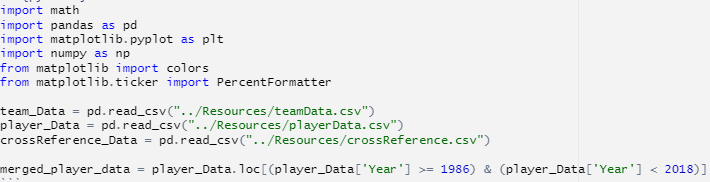 import math
import pandas as pd
import matplotlib.pyplot as plt
import numpy as np
from matplotlib import colors
from matplotlib.ticker import PercentFormatter
team_Data = pd.read_csv("../Resources/teamData.csv")
player_Data = pd.read_csv("../Resources/playerData.csv")
crossReference_Data = pd.read_csv("../Resources/crossReference.csv")
merged_player_data = player_Data.loc[(player_Data['Year'] >= 1986) & (player_Data['Year'] < 2018)]
```